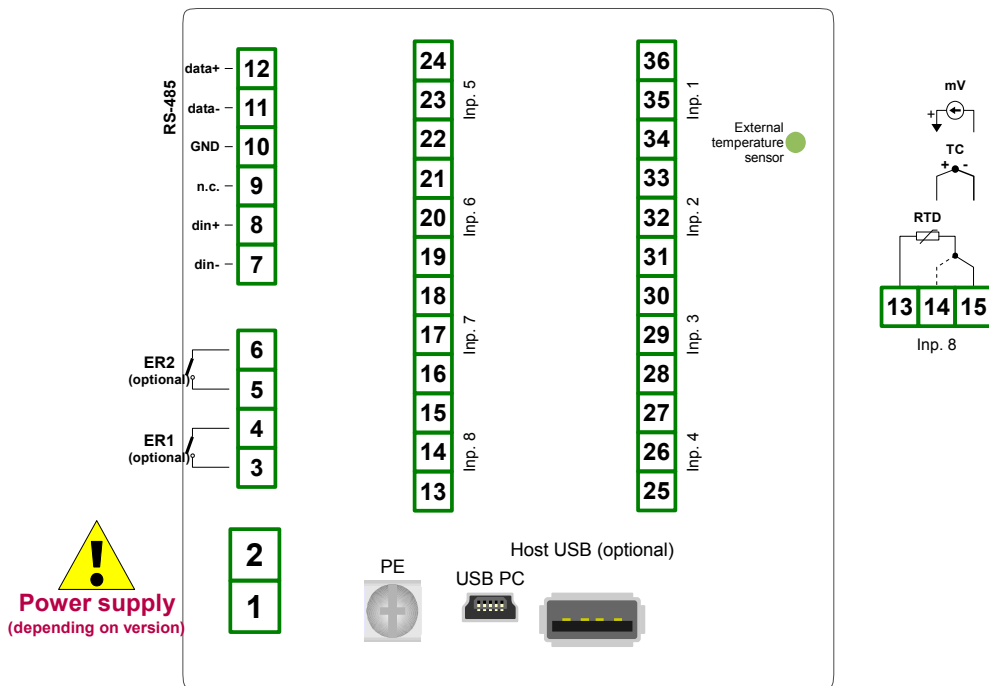 RS-485
data+
12
data-
11
GND
10
n.c.
9
din+
8
din-
7
ER2
(optional)
6
5
ER1
(optional)
4
3
Power supply
(depending on version)
2
1
24
23
22
Inp. 5
21
20
19
Inp. 6
18
17
16
Inp. 7
15
14
13
Inp. 8
36
35
34
Inp. 1
33
32
31
Inp. 2
30
29
28
Inp. 3
27
26
25
Inp. 4
External
temperature
sensor
PE
USB PC
Host USB (optional)
mV
+
TC
+ -
RTD
13 14 15
Inp. 8